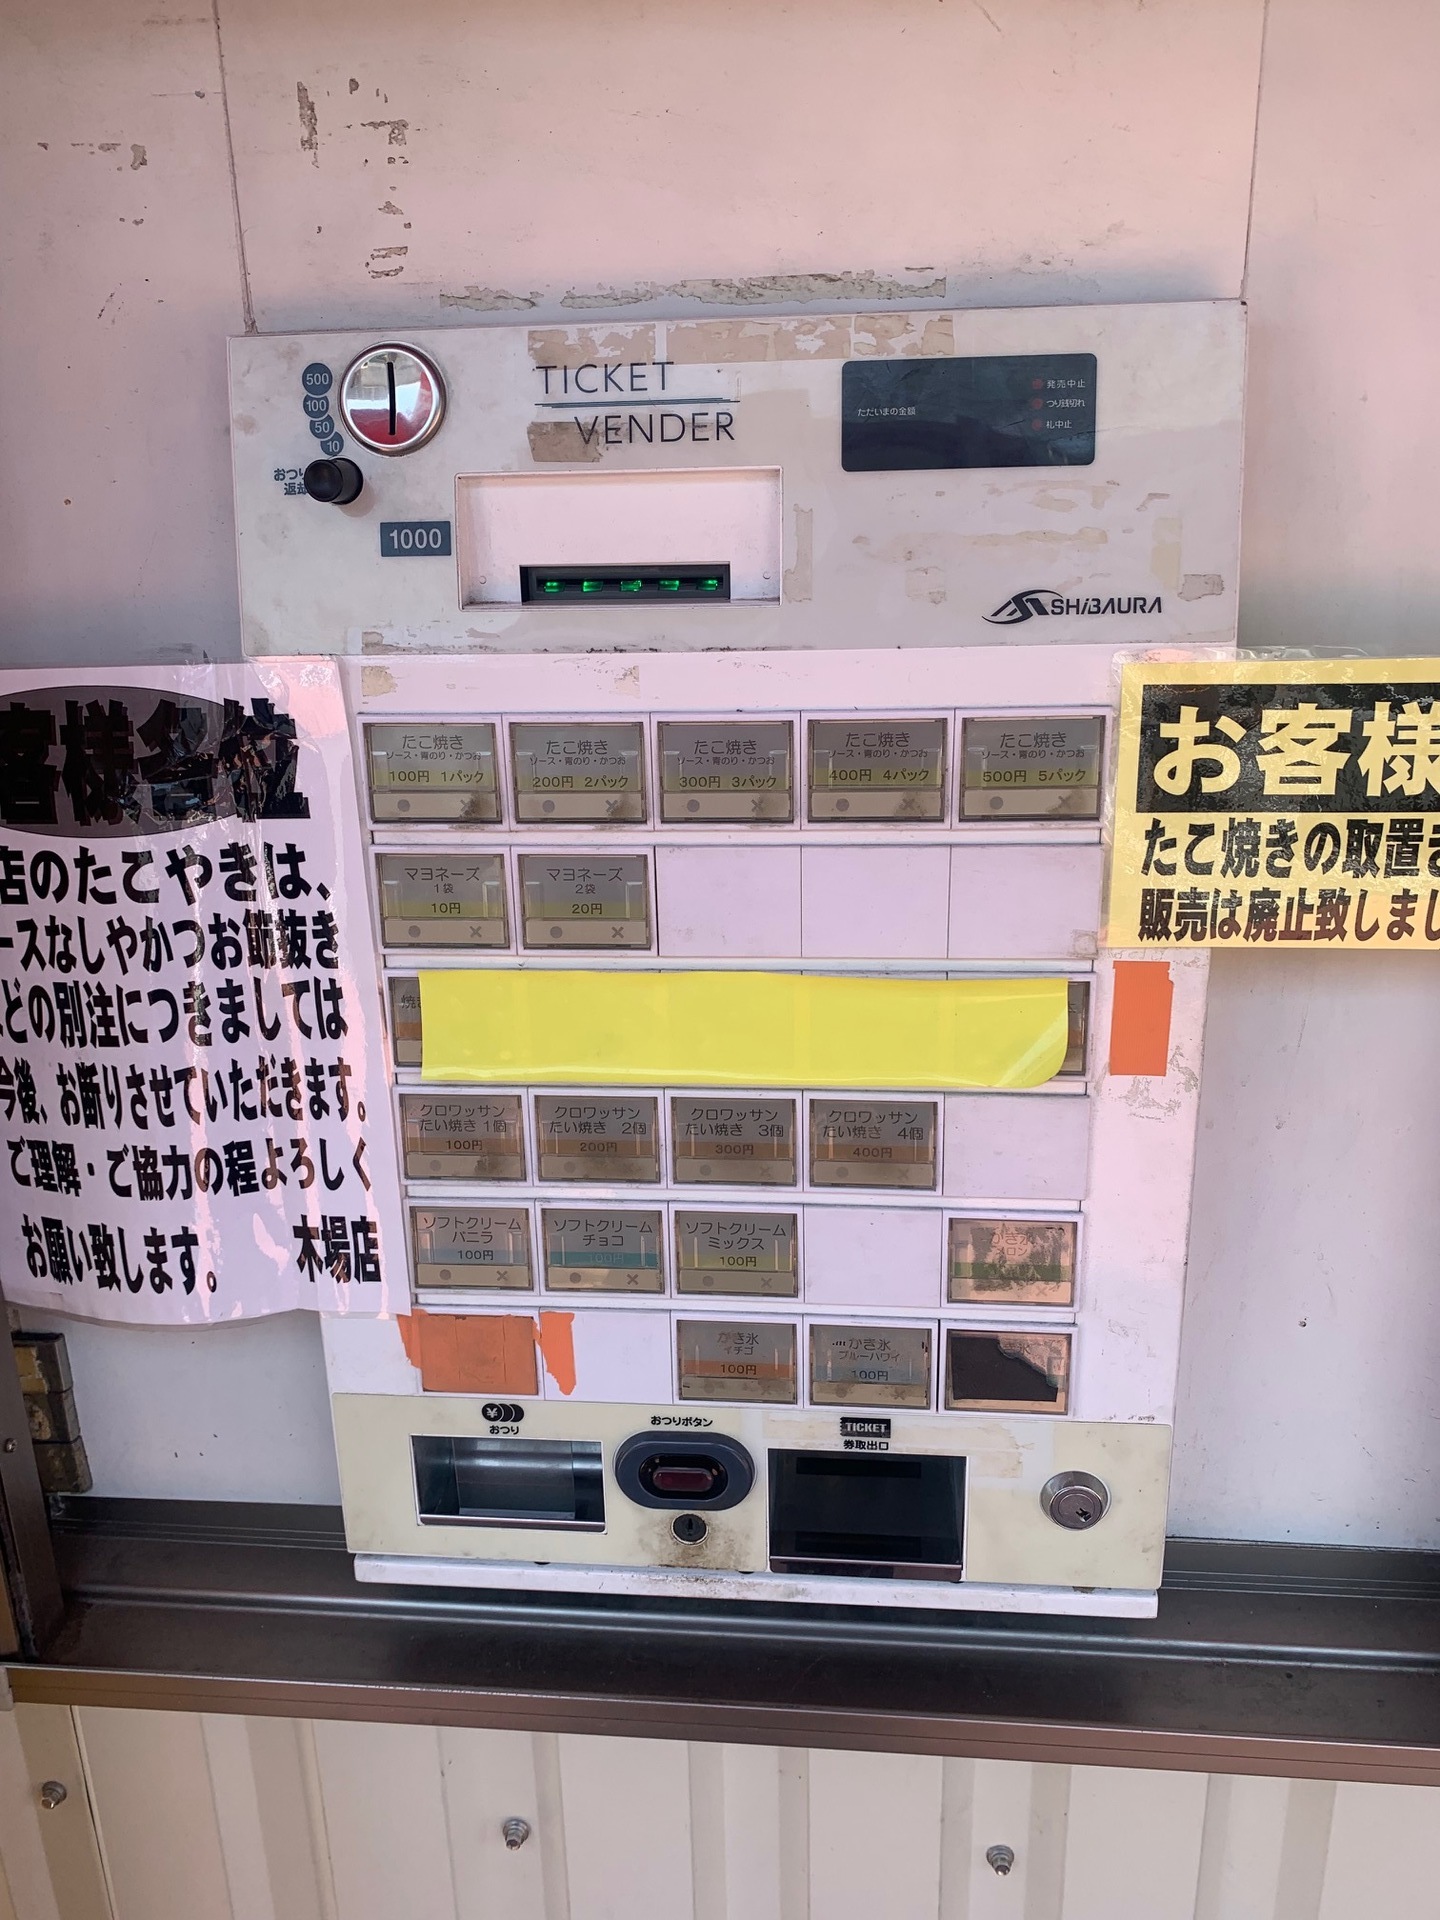 500
100
50
10
おつり
返却
TICKET
VENDER
ただいまの金額
発売中止
つり銭切れ
札中止
1000
SHiBAURA
客様各位
店のたこやきは、
ースなしやかつお節抜き
どの別注につきましては
今後、お断りさせていただきます。
ご理解・ご協力の程よろしく
お願い致します。 木場店
お客様
たこ焼きの取置き
販売は廃止致しまし
たこ焼き
ソース・青のり・かつお
100円 1パック
たこ焼き
ソース・青のり・かつお
200円 2パック
たこ焼き
ソース・青のり・かつお
300円 3パック
たこ焼き
ソース・青のり・かつお
400円 4パック
たこ焼き
ソース・青のり・かつお
500円 5パック
マヨネーズ
1袋
10円
マヨネーズ
2袋
20円
焼
クロワッサン
たい焼き 1個
100円
クロワッサン
たい焼き 2個
200円
クロワッサン
たい焼き 3個
300円
クロワッサン
たい焼き 4個
400円
ソフトクリーム
バニラ
100円
ソフトクリーム
チョコ
100円
ソフトクリーム
ミックス
100円
かき氷
メロン
かき氷
イチゴ
100円
かき氷
ブルーハワイ
100円
氷
¥
おつり
おつりボタン
TICKET
券取出口